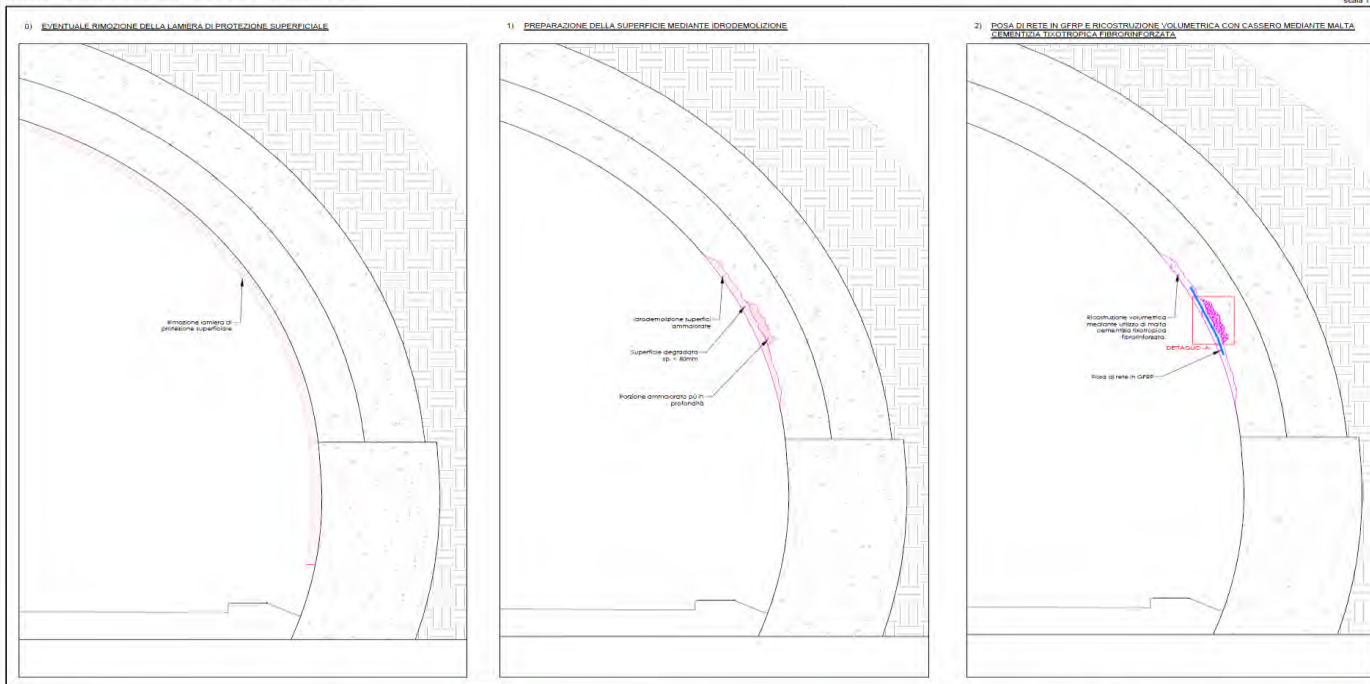 0) EVENTUALE RIMOZIONE DELLA LAMIERA DI PROTEZIONE SUPERFICIALE
Rimozione lamiera di
protezione superficiale
1) PREPARAZIONE DELLA SUPERFICIE MEDIANTE IDRODEMOLIZIONE
Idrodemolizione superfici
ammalorate
Superficie degradata
sp. < 80mm
Porzione ammalorata più in
profondità
2) POSA DI RETE IN GFRP E RICOSTRUZIONE VOLUMETRICA CON CASSERO MEDIANTE MALTA
CEMENTIZIA TIXOTROPICA FIBRORINFORZATA
Ricostruzione volumetrica
mediante utilizzo di malta
cementizia tixotropica
fibrorinforzata.
DETTAGLIO -A-
Posa di rete in GFRP